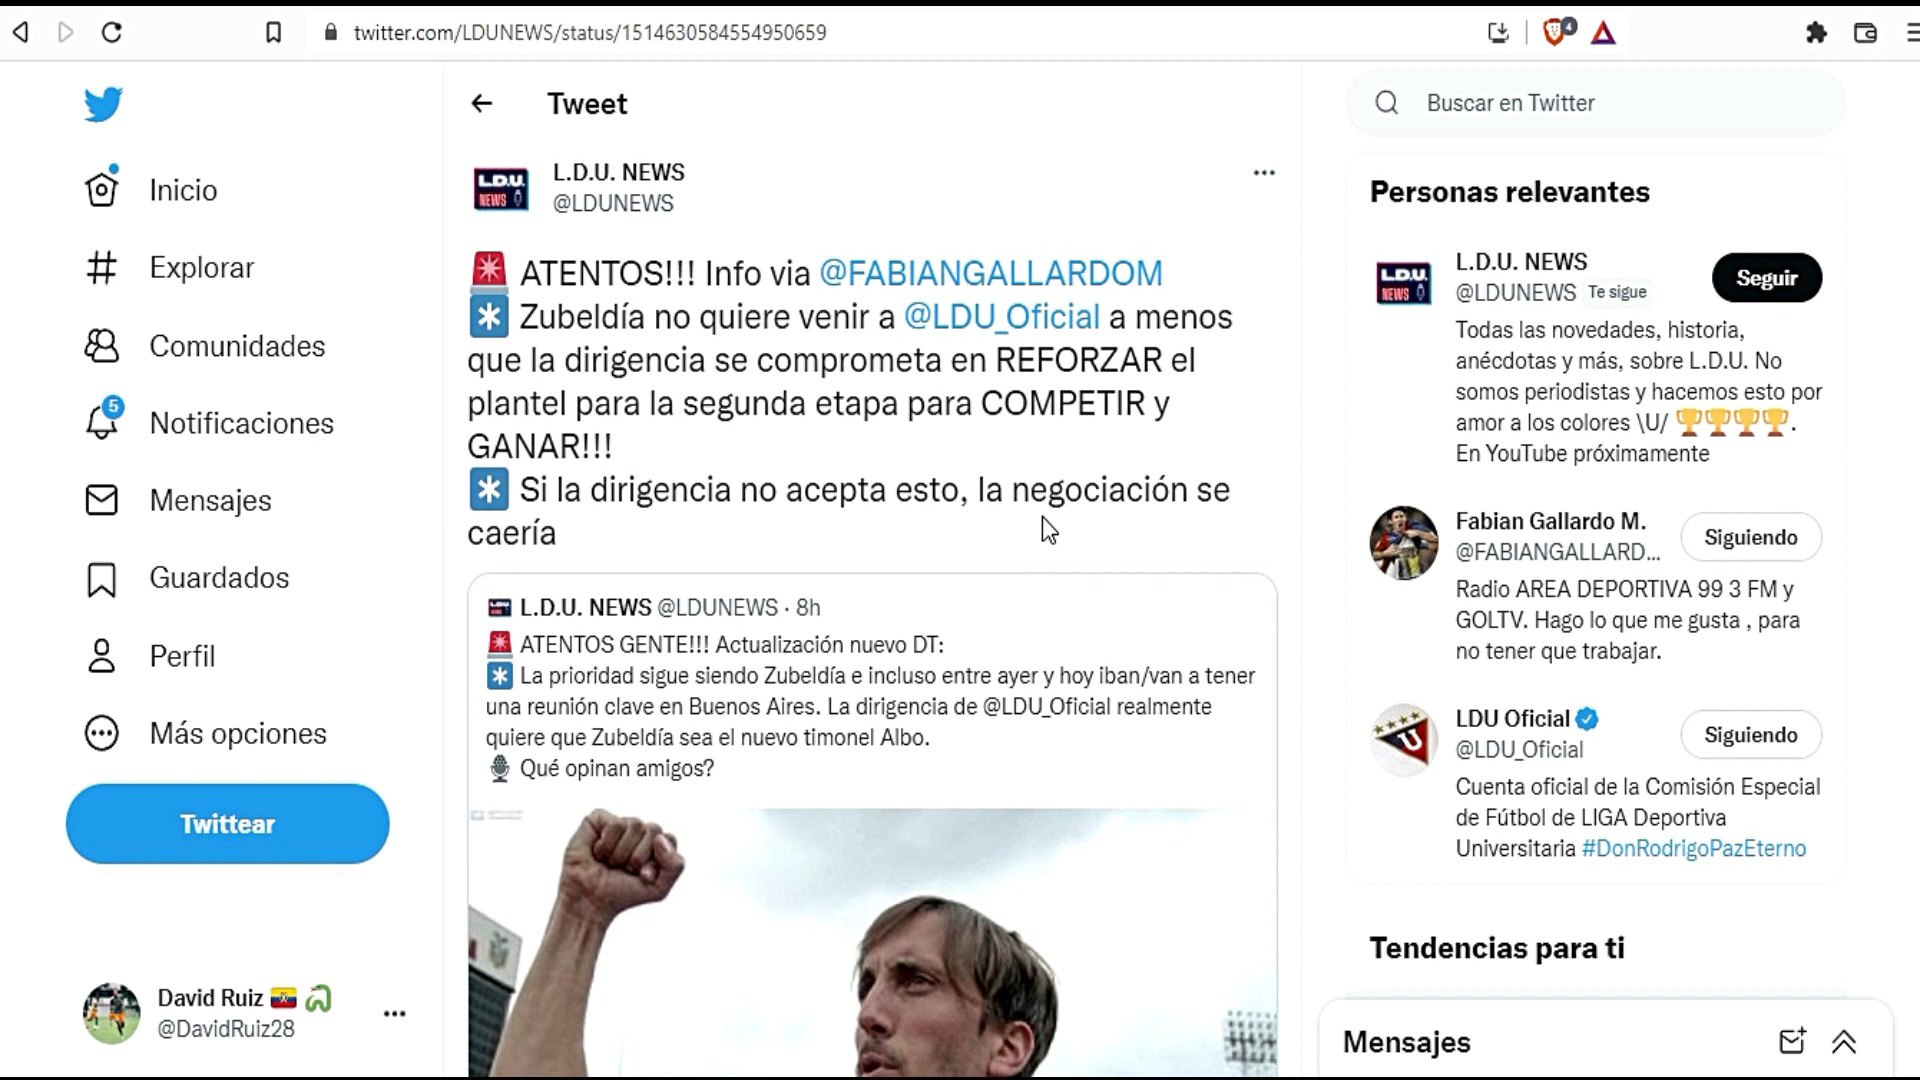 twitter.com/LDUNEWS/status/1514630584554950659
4
Inicio
Explorar
Comunidades
5
Notificaciones
Mensajes
Guardados
Perfil
Más opciones
Twittear
David Ruiz
@DavidRuiz28
Tweet
L.D.U. NEWS
L.D.U. NEWS
@LDUNEWS
ATENTOS!!! Info via @FABIANGALLARDOM
Zubeldía no quiere venir a @LDU_Oficial a menos
que la dirigencia se comprometa en REFORZAR el
plantel para la segunda etapa para COMPETIR y
GANAR!!!
Si la dirigencia no acepta esto, la negociación se
caería
L.D.U. NEWS @LDUNEWS · 8h
ATENTOS GENTE!!! Actualización nuevo DT:
La prioridad sigue siendo Zubeldía e incluso entre ayer y hoy iban/van a tener
una reunión clave en Buenos Aires. La dirigencia de @LDU_Oficial realmente
quiere que Zubeldía sea el nuevo timonel Albo.
Qué opinan amigos?
Buscar en Twitter
Personas relevantes
L.D.U. NEWS
L.D.U. NEWS
@LDUNEWS Te sigue
Seguir
Todas las novedades, historia,
anécdotas y más, sobre L.D.U. No
somos periodistas y hacemos esto por
amor a los colores \U/ 🏆🏆🏆🏆.
En YouTube próximamente
Fabian Gallardo M.
@FABIANGALLARD...
Siguiendo
Radio AREA DEPORTIVA 99 3 FM y
GOLTV. Hago lo que me gusta , para
no tener que trabajar.
U
LDU Oficial
@LDU_Oficial
Siguiendo
Cuenta oficial de la Comisión Especial
de Fútbol de LIGA Deportiva
Universitaria #DonRodrigoPazEterno
Tendencias para ti
Mensajes